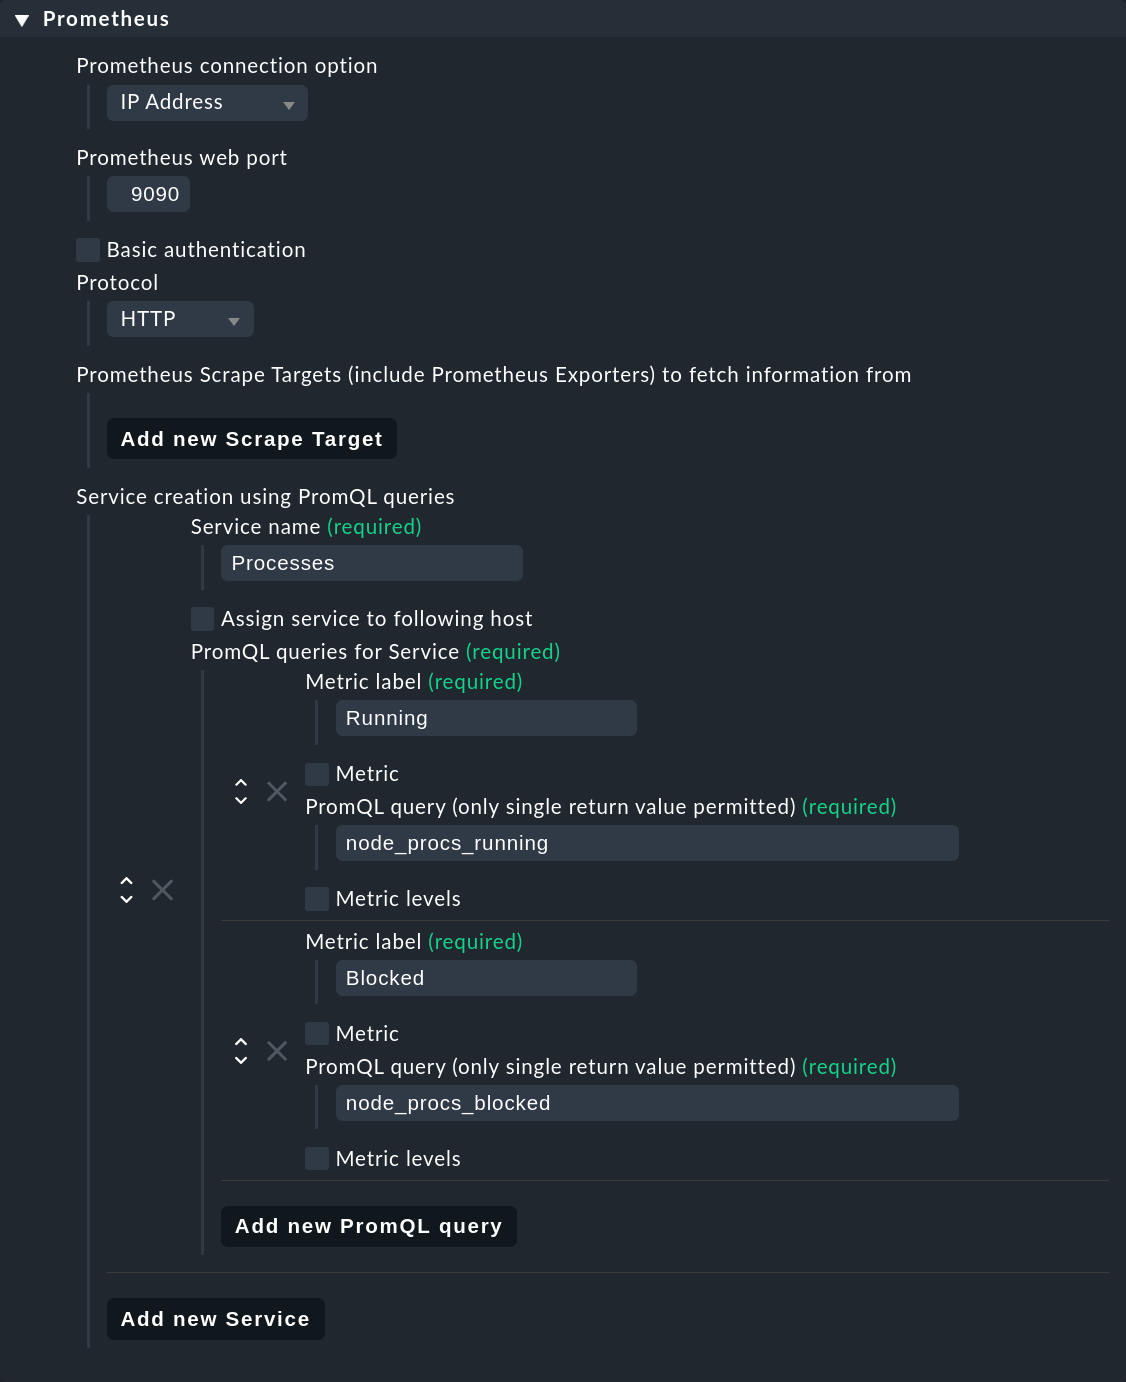 Prometheus
Prometheus connection option
IP Address
Prometheus web port
9090
Basic authentication
Protocol
HTTP
Prometheus Scrape Targets (include Prometheus Exporters) to fetch information from
Add new Scrape Target
Service creation using PromQL queries
Service name (required)
Processes
Assign service to following host
PromQL queries for Service (required)
Metric label (required)
Running
Metric
PromQL query (only single return value permitted) (required)
node_procs_running
Metric levels
Metric label (required)
Blocked
Metric
PromQL query (only single return value permitted) (required)
node_procs_blocked
Metric levels
Add new PromQL query
Add new Service